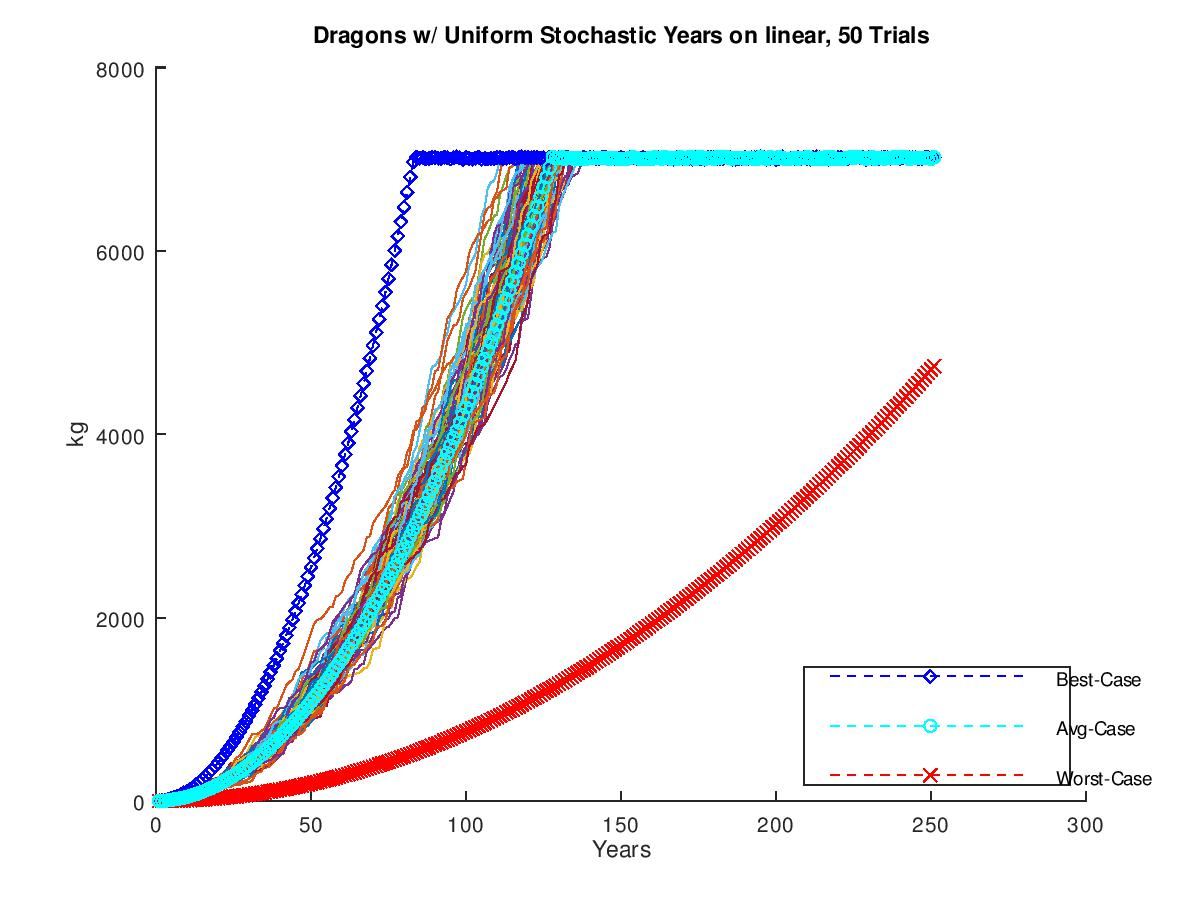 Dragons w/ Uniform Stochastic Years on linear, 50 Trials
8000
6000
4000
2000
0
kg
0 50 100 150 200 250 300
Years
Best-Case
Avg-Case
Worst-Case